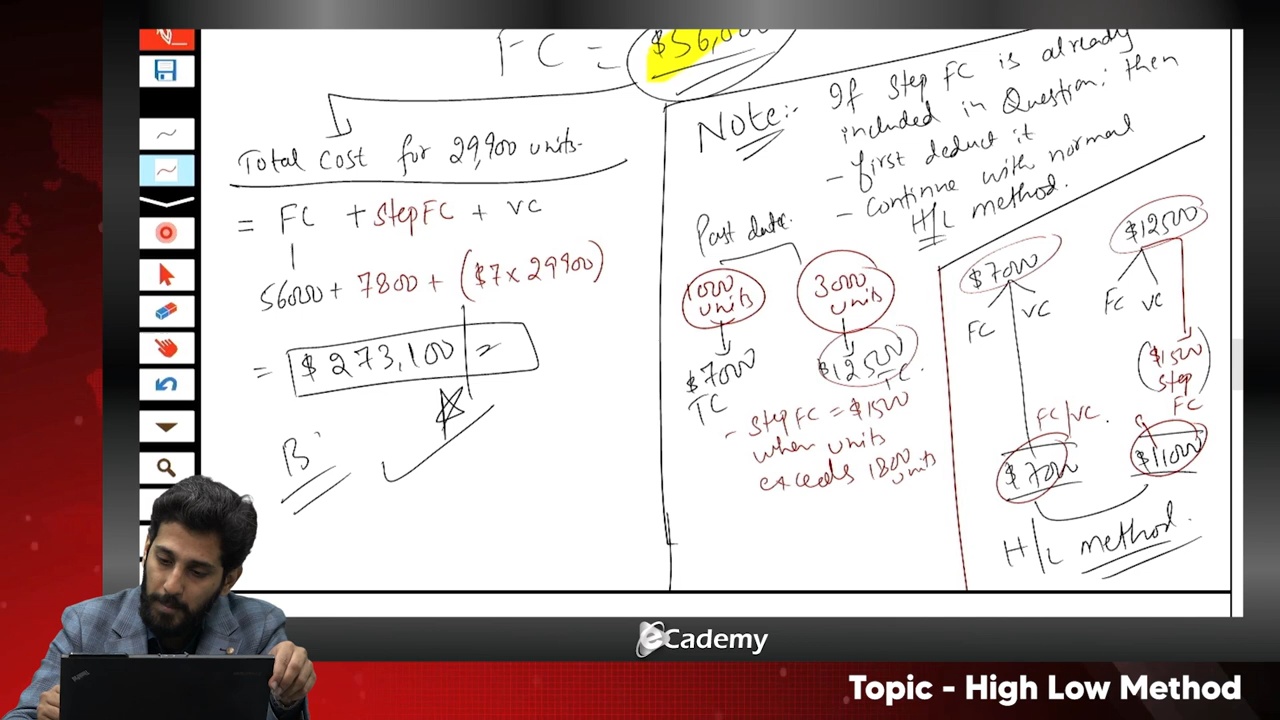 FC = $56,000
Total cost for 29,900 units.
= FC + Step FC + VC
56000 + 7800 + ($7 x 29900)
= $273,100 =
B
Note:-
If Step FC is already
included in Question; then
- first deduct it
- Continue with normal
H/L method.
Past data.
1000 units
3000 units
$7000 TC
$12500 TC.
- Step FC = $1500
when units
exceeds 1800 units
$7000
$12500
FC VC
FC VC
($1500 Step FC)
FC/VC.
$7000
$11000
H/L method.
eCademy
Topic - High Low Method